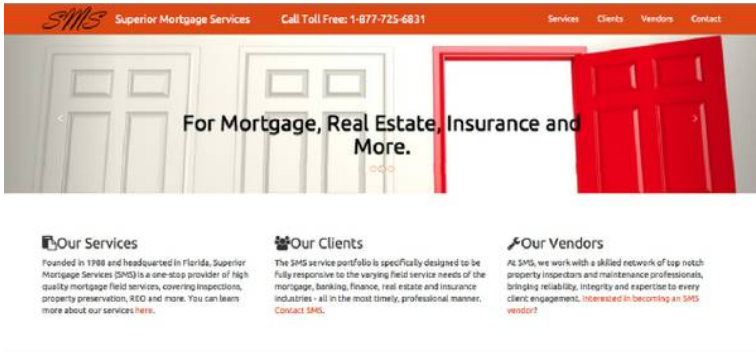 SMS Superior Mortgage Services Call Toll Free: 1-877-725-6831 Services Clients Vendors Contact
For Mortgage, Real Estate, Insurance and
More.
Our Services
Founded in 1988 and headquarted in Florida, Superior
Mortgage Services (SMS) is a one-stop provider of high
quality mortgage field services, covering inspections,
property preservation, REO and more. You can learn
more about our services here.
Our Clients
The SMS service portfolio is specifically designed to be
fully responsive to the varying field service needs of the
mortgage, banking, finance, real estate and insurance
industries - all in the most timely, professional manner.
Contact SMS.
Our Vendors
At SMS, we work with a skilled network of top notch
property inspectors and maintenance professionals,
bringing reliability, integrity and expertise to every
client engagement. Interested in becoming an SMS
vendor?